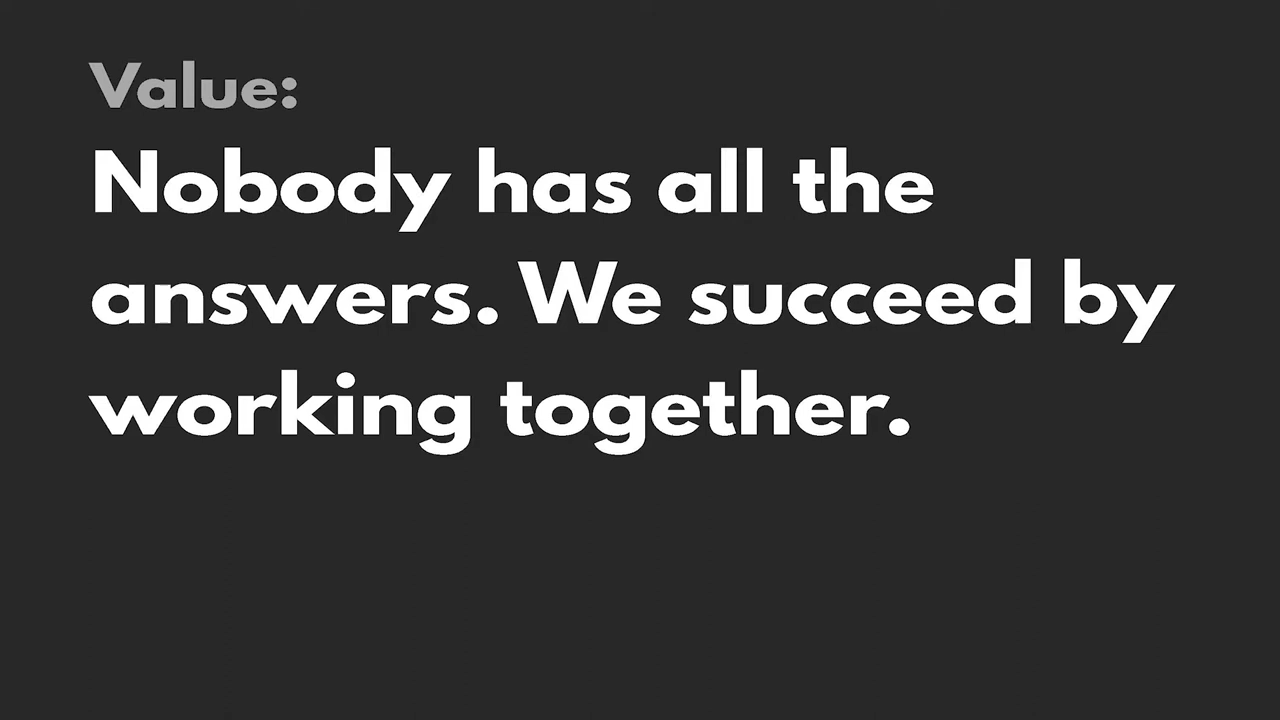 Value:
Nobody has all the
answers. We succeed by
working together.